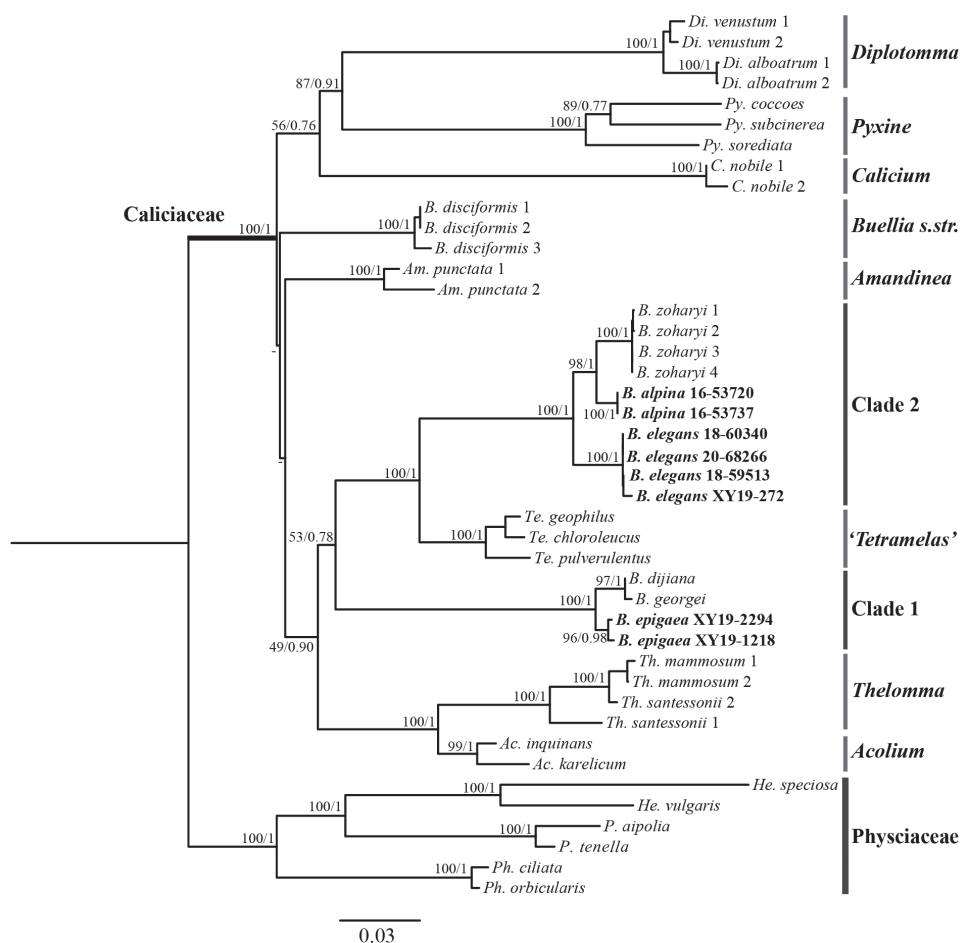 Di. venustum 1
100/1
Di. venustum 2
Diplotomma
Di. alboatrum 1
100/1
Di. alboatrum 2
87/0.91
Py. coccoes
89/0.77
Py. subcinerea
100/1
Pyxine
56/0.76
Py. sorediata
C. nobile 1
100/1
Calicium
C. nobile 2
Caliciaceae
100/1
B. disciformis 1
100/1
B. disciformis 2
Buellia s.str.
B. disciformis 3
Am. punctata 1
100/1
Amandinea
Am. punctata 2
B. zoharyi 1
100/1
B. zoharyi 2
-
B. zoharyi 3
98/1
B. zoharyi 4
B. alpina 16-53720
100/1
B. alpina 16-53737
Clade 2
100/1
B. elegans 18-60340
100/1
B. elegans 20-68266
-
B. elegans 18-59513
100/1
B. elegans XY19-272
Te. geophilus
100/1
Te. chloroleucus
‘Tetramelas’
53/0.78
Te. pulverulentus
97/1
B. dijiana
100/1
B. georgei
Clade 1
B. epigaea XY19-2294
96/0.98
B. epigaea XY19-1218
49/0.90
Th. mammosum 1
100/1
Th. mammosum 2
100/1
Thelomma
Th. santessonii 2
100/1
Th. santessonii 1
Ac. inquinans
99/1
Acolium
Ac. karelicum
He. speciosa
100/1
He. vulgaris
100/1
P. aipolia
100/1
Physciaceae
100/1
P. tenella
Ph. ciliata
100/1
Ph. orbicularis
0.03